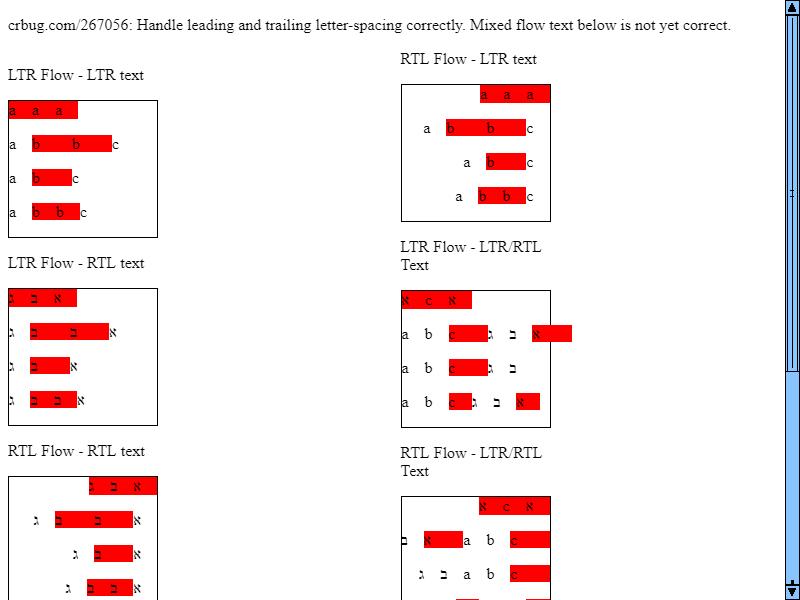 crbug.com/267056: Handle leading and trailing letter-spacing correctly. Mixed flow text below is not yet correct.
LTR Flow - LTR text
a a a
a b b c
a b c
a b b c
LTR Flow - RTL text
א ב ג
א ב ב ג
א ב ג
א ב ב ג
RTL Flow - RTL text
א ב ג
א ב ב ג
א ב ג
א ב ב ג
RTL Flow - LTR text
a a a
a b b c
a b c
a b b c
LTR Flow - LTR/RTL
Text
א c א
a b c א ב ג
a b c ב ג
a b c א ב ג
RTL Flow - LTR/RTL
Text
א c א
a b c א ב
a b c ב ג